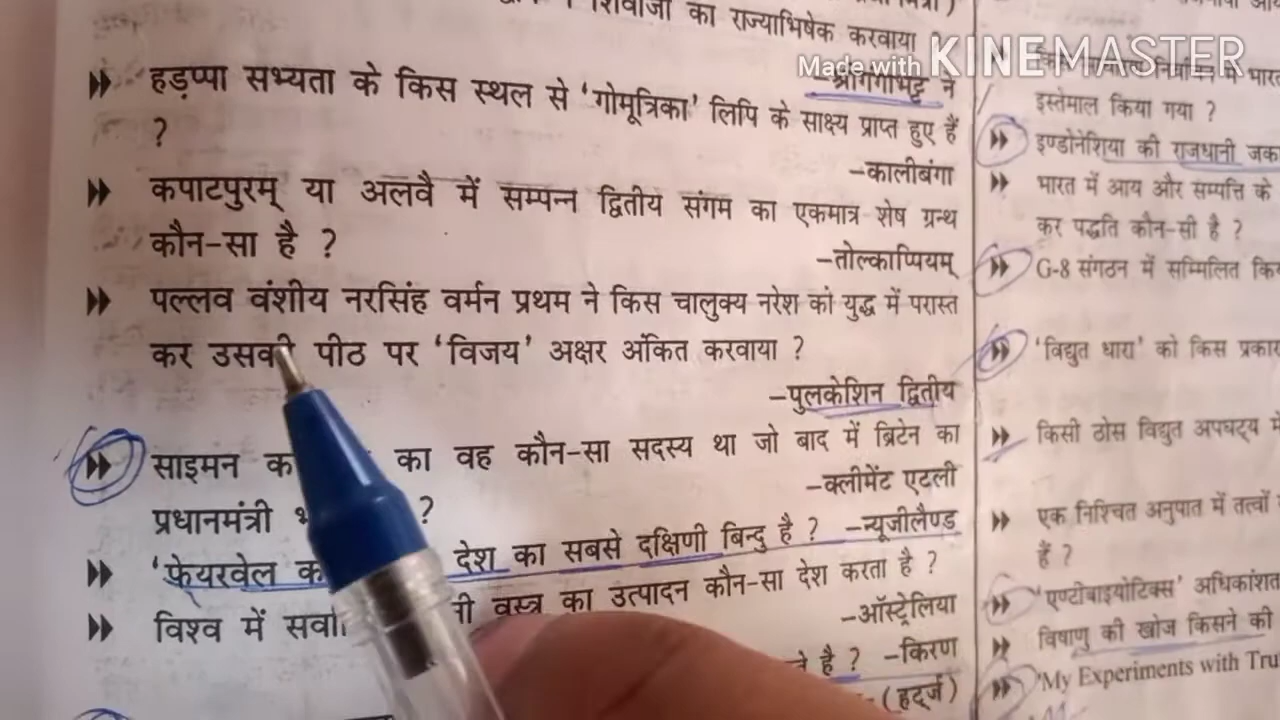 शिवाजी का राज्याभिषेक करवाया ?
-श्रीगंगाभट्ट ने
हड़प्पा सभ्यता के किस स्थल से 'गोमूत्रिका' लिपि के साक्ष्य प्राप्त हुए हैं
?
-कालीबंगा
कपाटपुरम् या अलवै में सम्पन्न द्वितीय संगम का एकमात्र शेष ग्रन्थ
कौन-सा है ?
-तोल्काप्पियम्
पल्लव वंशीय नरसिंह वर्मन प्रथम ने किस चालुक्य नरेश को युद्ध में परास्त
कर उसकी पीठ पर 'विजय' अक्षर अंकित करवाया ?
-पुलकेशिन द्वितीय
साइमन का वह कौन-सा सदस्य था जो बाद में ब्रिटेन का
-क्लीमेंट एटली
प्रधानमंत्री ?
'फेयरवेल देश का सबसे दक्षिणी बिन्दु है ? -न्यूजीलैण्ड
विश्व में वस्त्र का उत्पादन कौन-सा देश करता है ?
-ऑस्ट्रेलिया
है ? -किरण
(हर्ट्ज)
Made with KINEMASTER
में भारत
इस्तेमाल किया गया ?
इण्डोनेशिया की राजधानी
भारत में आय और सम्पत्ति के
कर पद्धति कौन-सी है ?
G-8 संगठन में सम्मिलित
'विद्युत धारा' को किस प्रकार
किसी ठोस विद्युत अपघट्य में
एक निश्चित अनुपात में तत्वों
हैं ?
'एण्टीबाइयोटिक्स' अधिकांशत
विषाणु की खोज किसने की
'My Experiments with